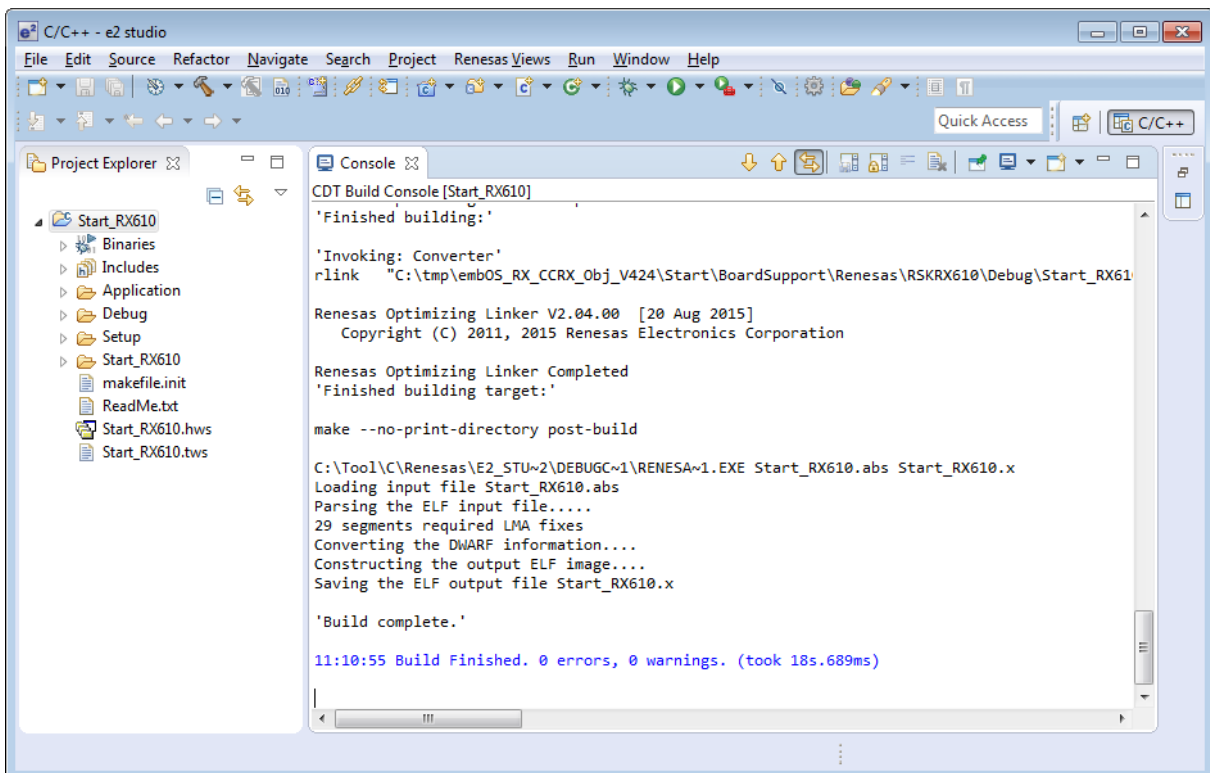 C/C++ - e2 studio
File Edit Source Refactor Navigate Search Project Renesas Views Run Window Help
Quick Access
C/C++
Project Explorer
Start_RX610
Binaries
Includes
Application
Debug
Setup
Start_RX610
makefile.init
ReadMe.txt
Start_RX610.hws
Start_RX610.tws
Console
CDT Build Console [Start_RX610]
'Finished building:'
'Invoking: Converter'
rlink "C:\tmp\embOS_RX_CCRX_Obj_V424\Start\BoardSupport\Renesas\RSKRX610\Debug\Start_RX61
Renesas Optimizing Linker V2.04.00 [20 Aug 2015]
Copyright (C) 2011, 2015 Renesas Electronics Corporation
Renesas Optimizing Linker Completed
'Finished building target:'
make --no-print-directory post-build
C:\Tool\C\Renesas\E2_STU~2\DEBUGC~1\RENESA~1.EXE Start_RX610.abs Start_RX610.x
Loading input file Start_RX610.abs
Parsing the ELF input file.....
29 segments required LMA fixes
Converting the DWARF information....
Constructing the output ELF image....
Saving the ELF output file Start_RX610.x
'Build complete.'
11:10:55 Build Finished. 0 errors, 0 warnings. (took 18s.689ms)